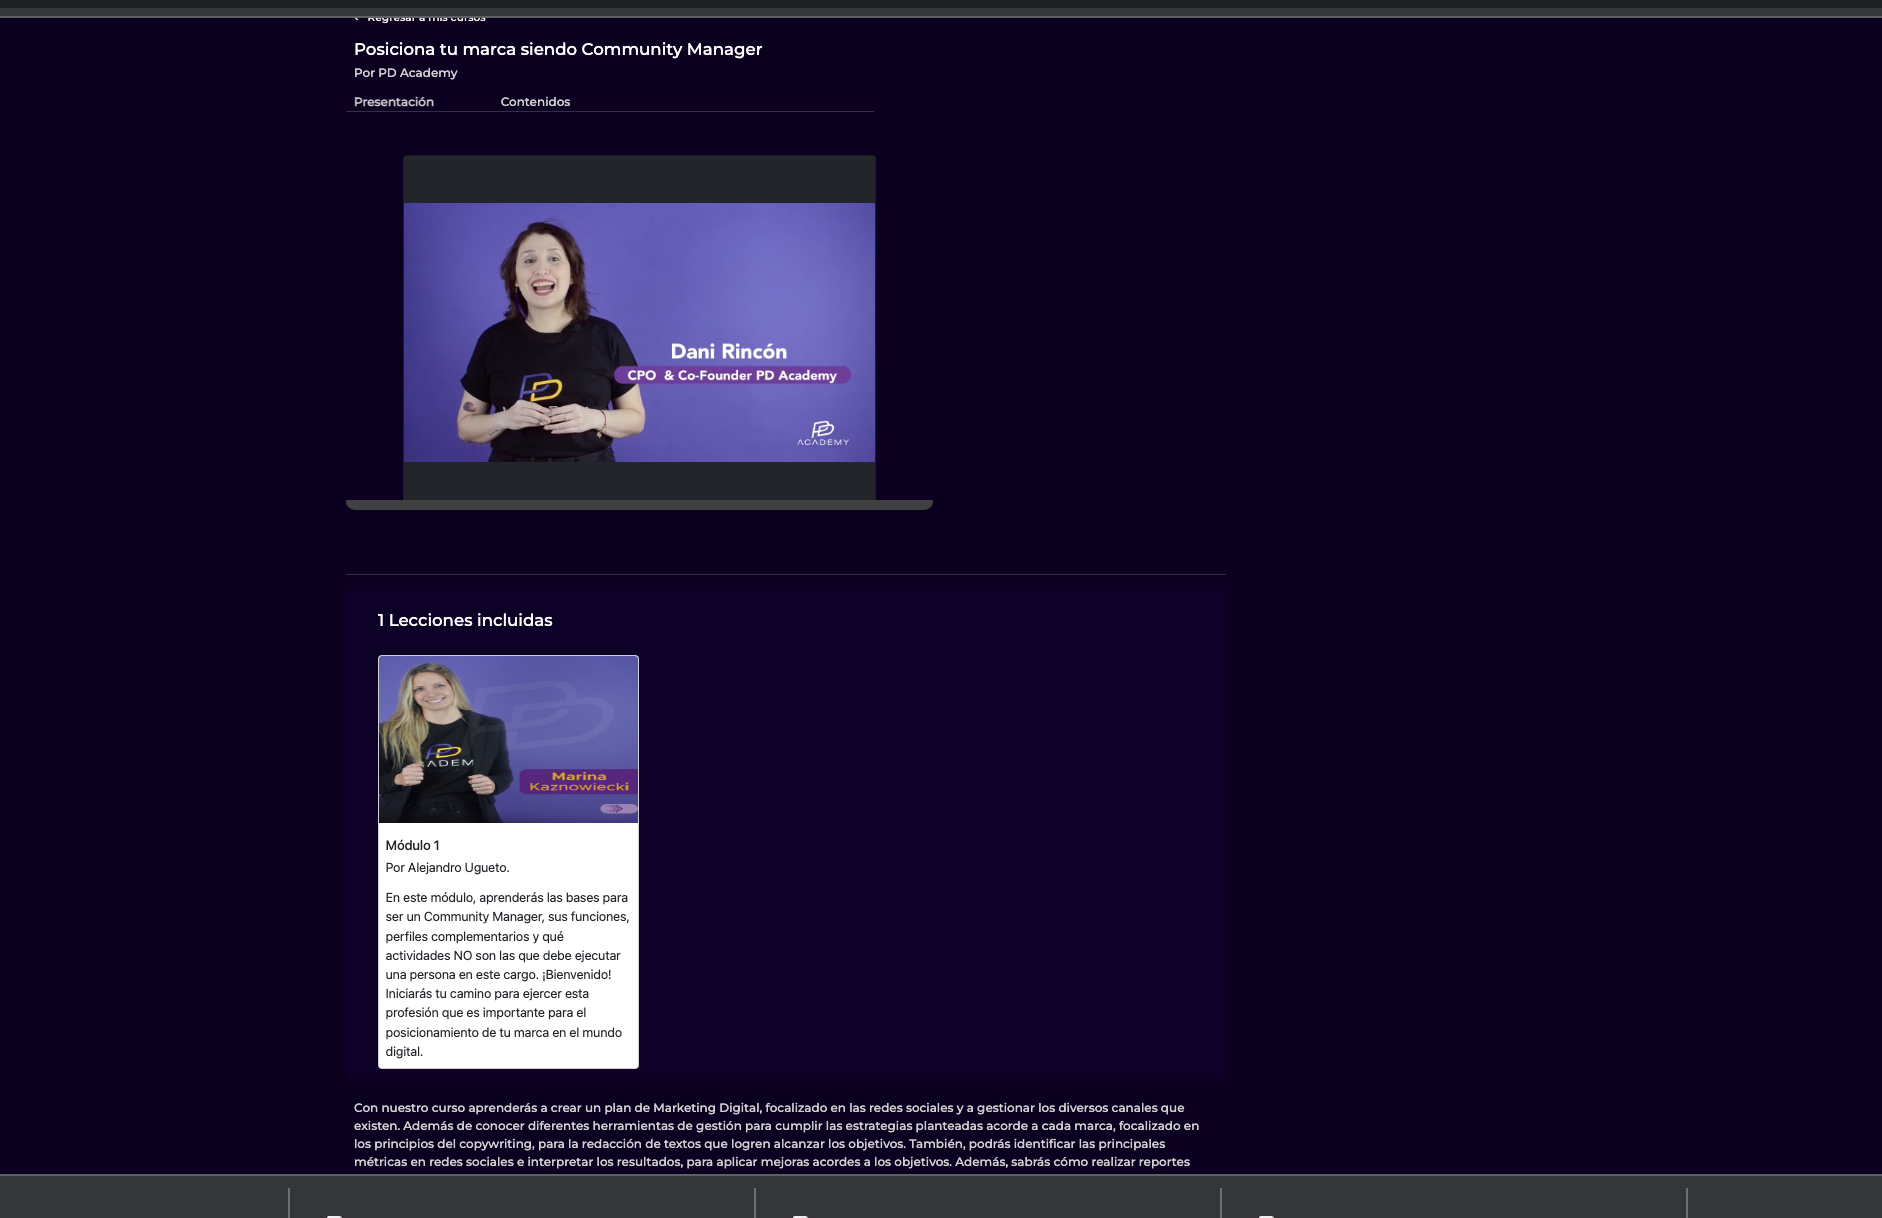 Regresar a mis cursos
Posiciona tu marca siendo Community Manager
Por PD Academy
Presentación
Contenidos
Dani Rincón
CPO & Co-Founder PD Academy
PD
PD
ACADEMY
1 Lecciones incluidas
PD
CADEM
Marina
Kaznowiecki
Módulo 1
Por Alejandro Ugueto.
En este módulo, aprenderás las bases para
ser un Community Manager, sus funciones,
perfiles complementarios y qué
actividades NO son las que debe ejecutar
una persona en este cargo. ¡Bienvenido!
Iniciarás tu camino para ejercer esta
profesión que es importante para el
posicionamiento de tu marca en el mundo
digital.
Con nuestro curso aprenderás a crear un plan de Marketing Digital, focalizado en las redes sociales y a gestionar los diversos canales que
existen. Además de conocer diferentes herramientas de gestión para cumplir las estrategias planteadas acorde a cada marca, focalizado en
los principios del copywriting, para la redacción de textos que logren alcanzar los objetivos. También, podrás identificar las principales
métricas en redes sociales e interpretar los resultados, para aplicar mejoras acordes a los objetivos. Además, sabrás cómo realizar reportes